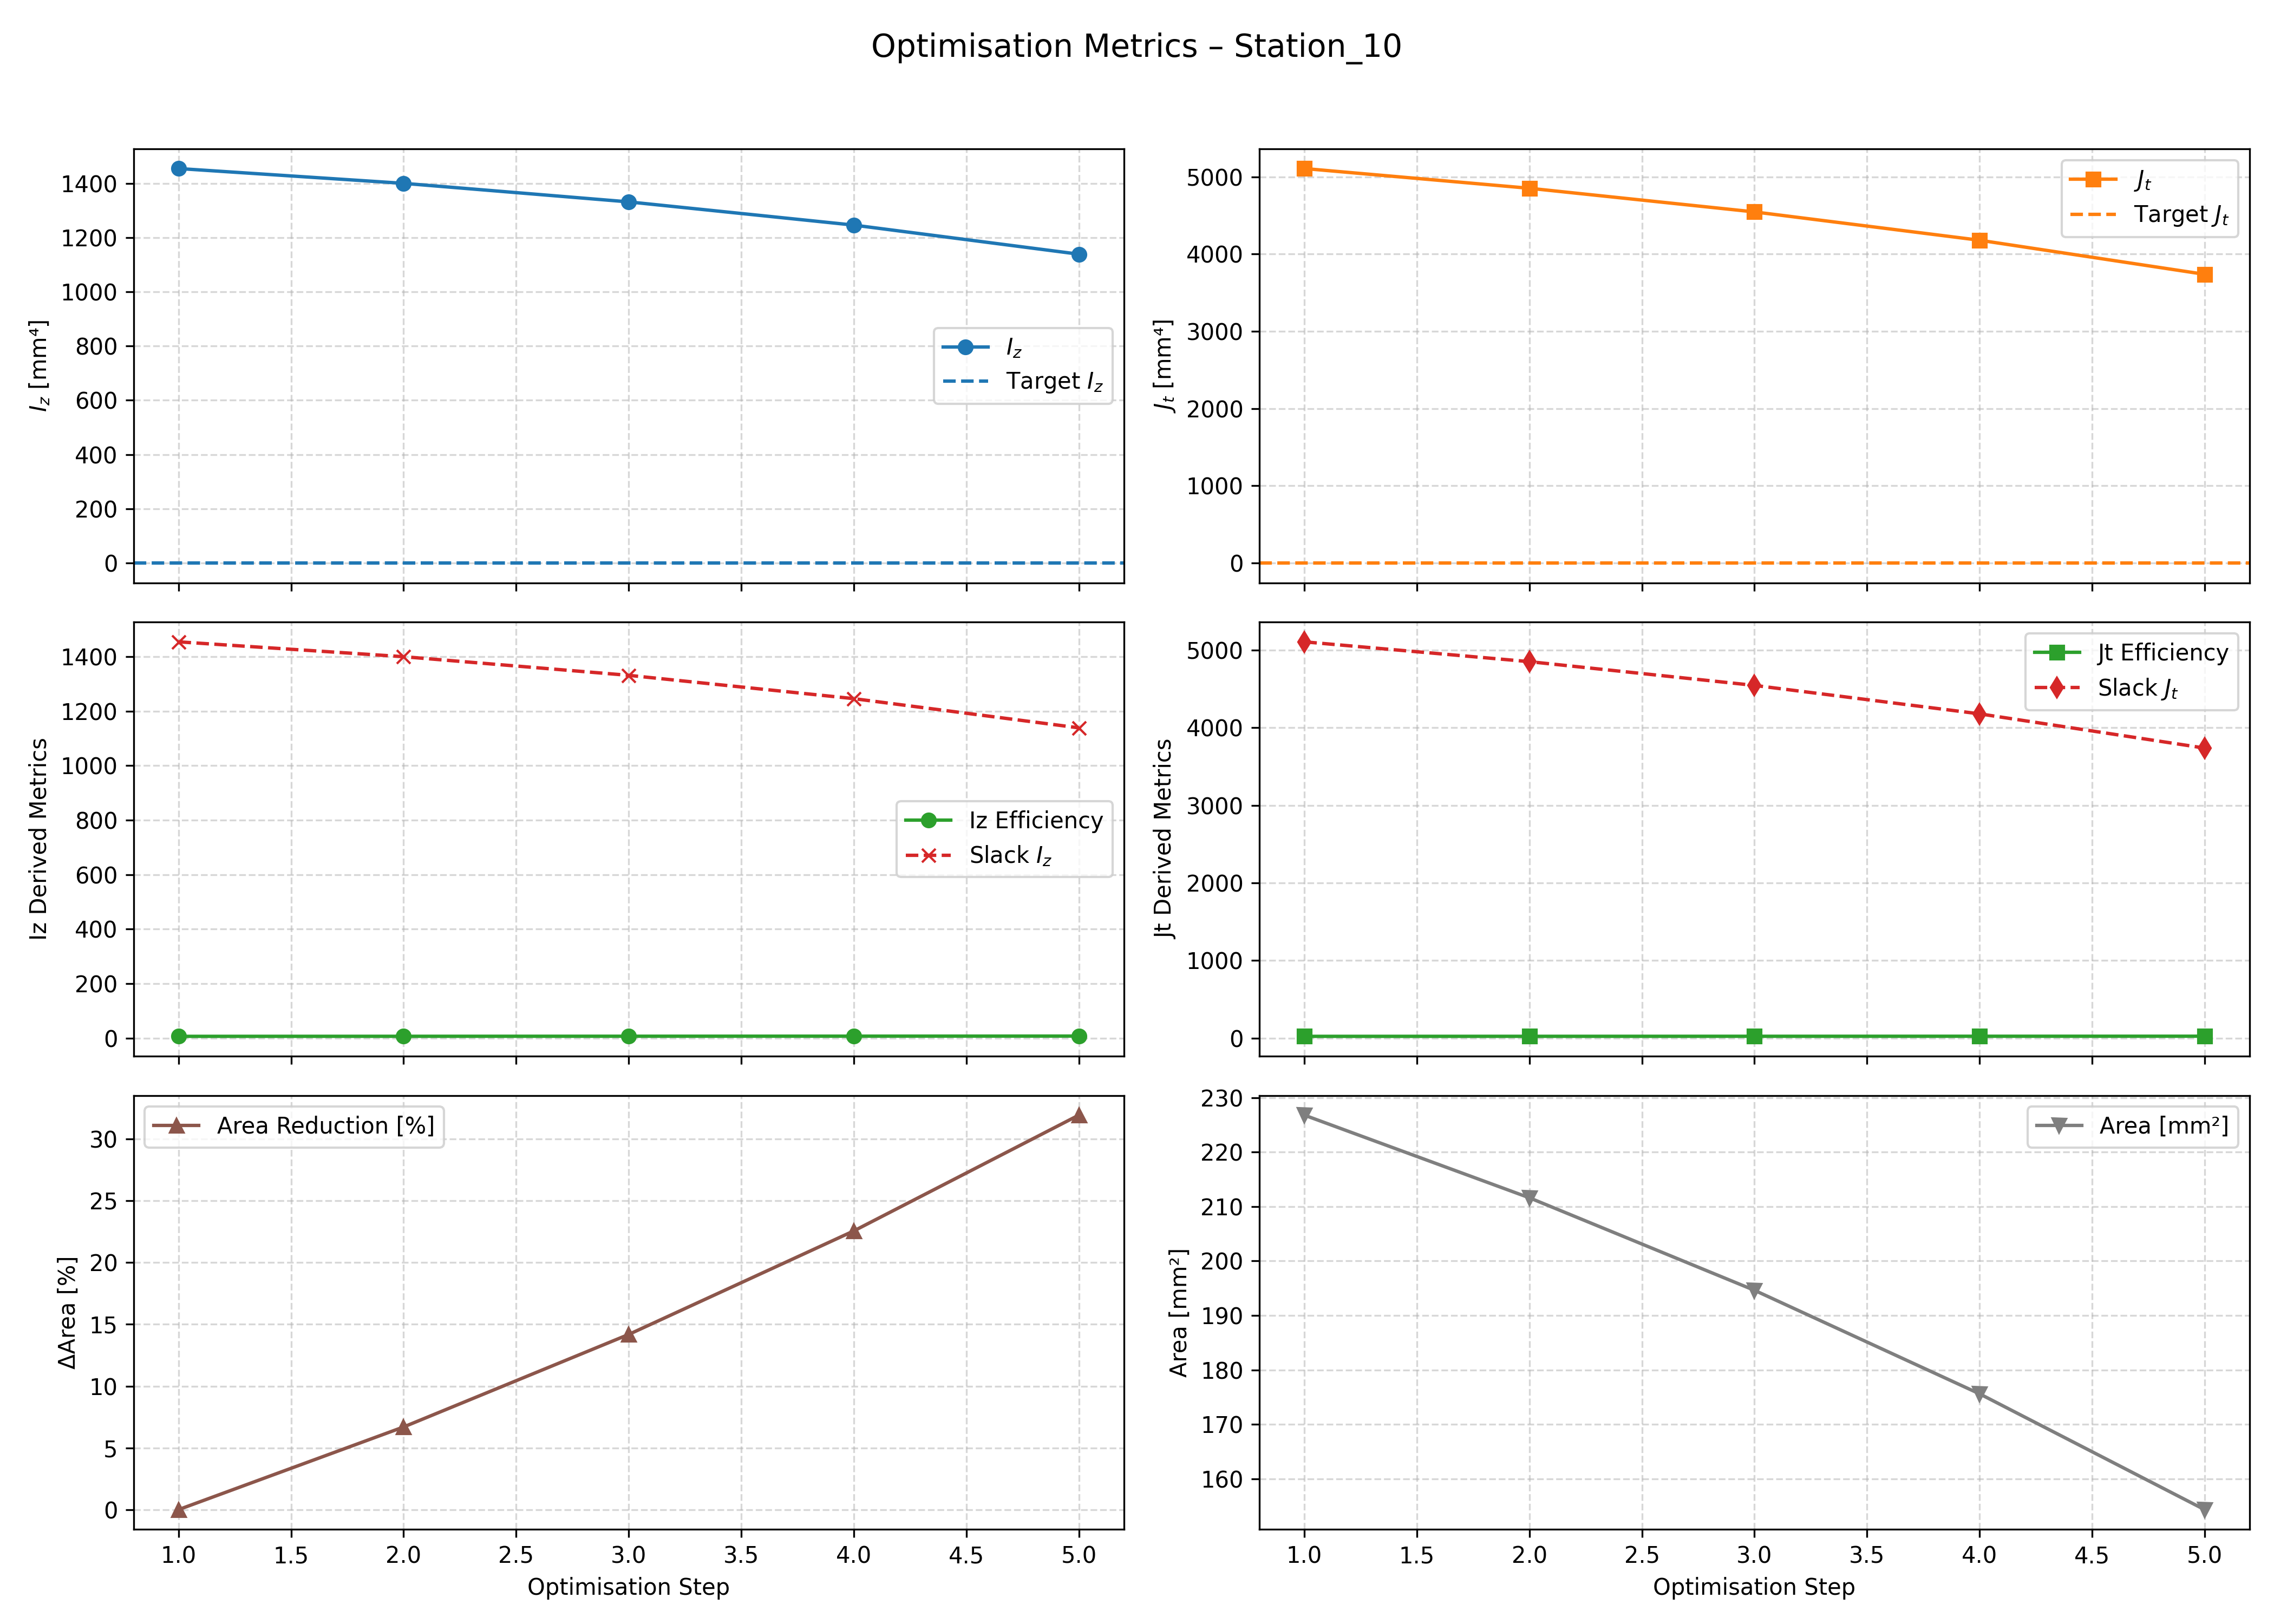 Optimisation Metrics – Station_10
1400
1200
1000
800
600
400
200
0
I_z [mm⁴]
I_z
Target I_z
5000
4000
3000
2000
1000
0
J_t [mm⁴]
J_t
Target J_t
1400
1200
1000
800
600
400
200
0
Iz Derived Metrics
Iz Efficiency
Slack I_z
5000
4000
3000
2000
1000
0
Jt Derived Metrics
Jt Efficiency
Slack J_t
30
25
20
15
10
5
0
ΔArea [%]
Area Reduction [%]
1.0 1.5 2.0 2.5 3.0 3.5 4.0 4.5 5.0
Optimisation Step
230
220
210
200
190
180
170
160
Area [mm²]
Area [mm²]
1.0 1.5 2.0 2.5 3.0 3.5 4.0 4.5 5.0
Optimisation Step